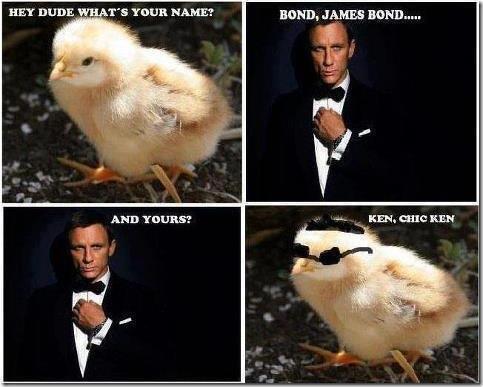 HEY DUDE WHAT´S YOUR NAME?
BOND, JAMES BOND.....
AND YOURS?
KEN, CHIC KEN